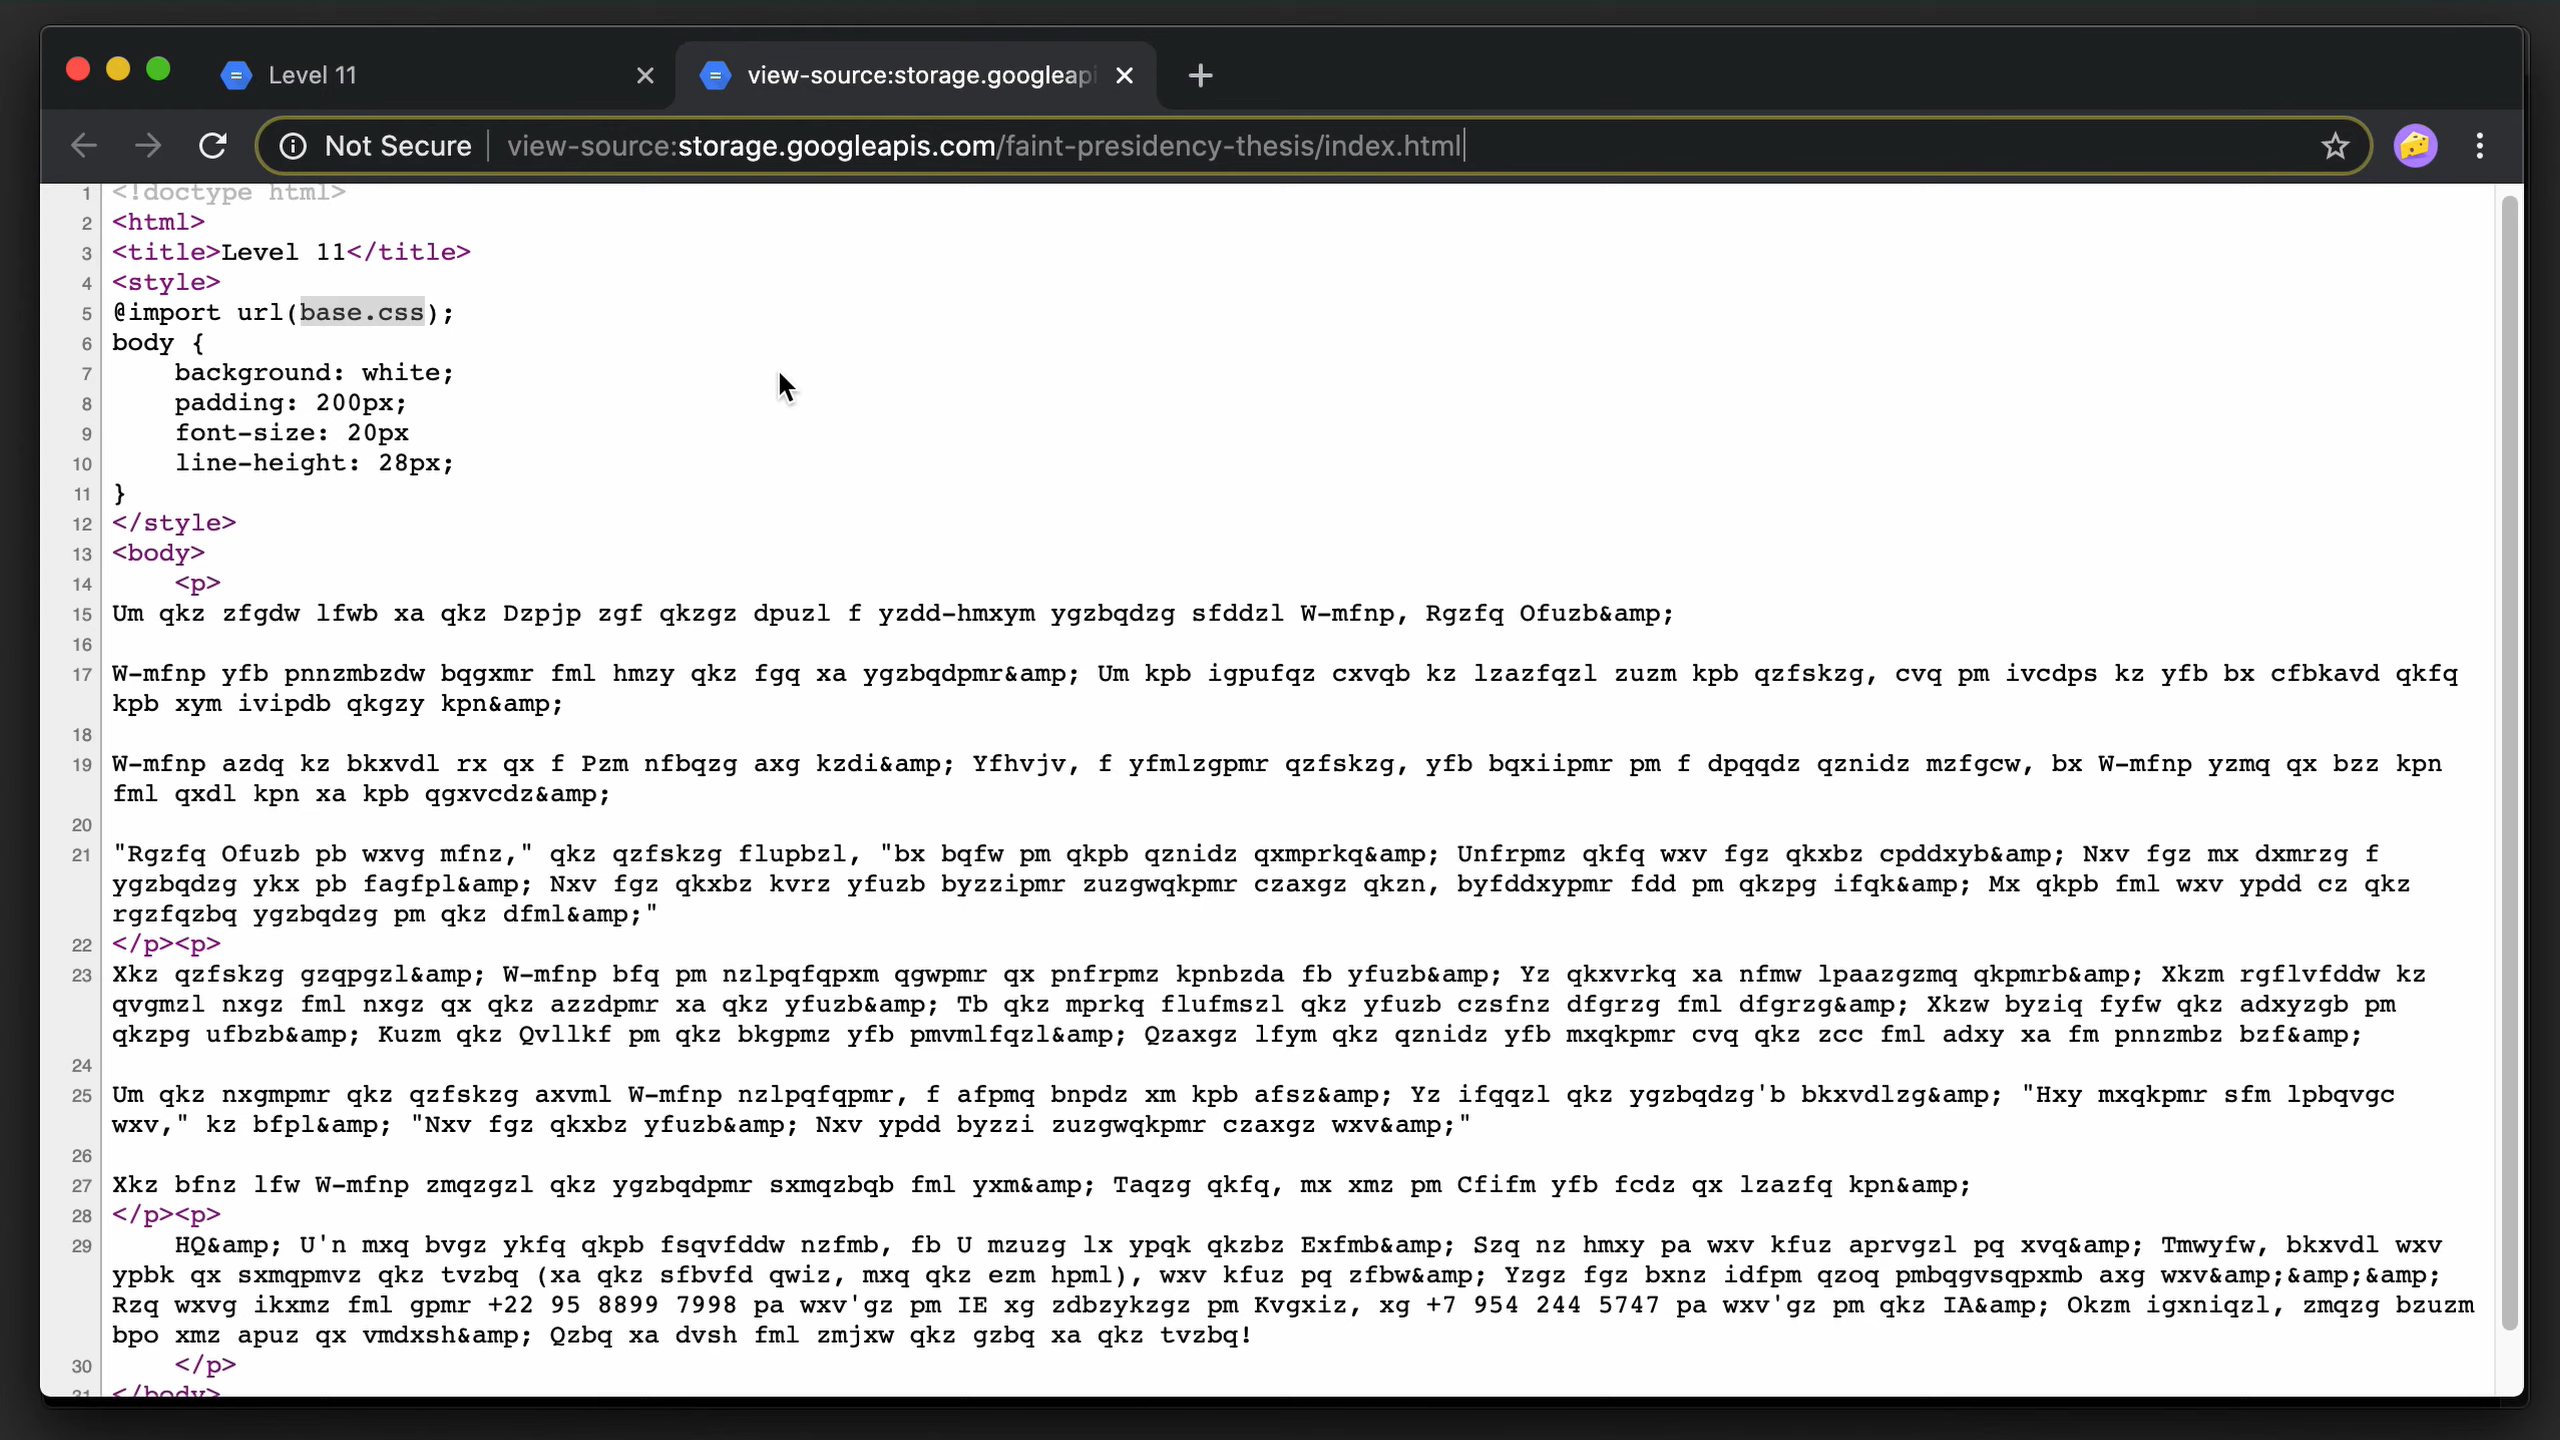 Level 11
view-source:storage.googleapi
Not Secure
view-source:storage.googleapis.com/faint-presidency-thesis/index.html
1 <!doctype html>
2 <html>
3 <title>Level 11</title>
4 <style>
5 @import url(base.css);
6 body {
7 background: white;
8 padding: 200px;
9 font-size: 20px
10 line-height: 28px;
11 }
12 </style>
13 <body>
14 <p>
15 Um qkz zfgdw lfwb xa qkz Dzpjp zgf qkzgz dpuzl f yzdd-hmxym ygzbqdzg sfddzl W-mfnp, Rgzfq Ofuzb&amp;
16
17 W-mfnp yfb pnnzmbzdw bqgxmr fml hmzy qkz fgq xa ygzbqdpmr&amp; Um kpb igpufqz cxvqb kz lzazfqzl zuzm kpb qzfskzg, cvq pm ivcdps kz yfb bx cfbkavd qkfq
kpb xym ivipdb qkgzy kpn&amp;
18
19 W-mfnp azdq kz bkxvdl rx qx f Pzm nfbqzg axg kzdi&amp; Yfhvjv, f yfmlzgpmr qzfskzg, yfb bqxiipmr pm f dpqqdz qznidz mzfgcw, bx W-mfnp yzmq qx bzz kpn
fml qxdl kpn xa kpb qgxvcdz&amp;
20
21 "Rgzfq Ofuzb pb wxvg mfnz," qkz qzfskzg flupbzl, "bx bqfw pm qkpb qznidz qxmprkq&amp; Unfrpmz qkfq wxv fgz qkxbz cpddxyb&amp; Nxv fgz mx dxmrzg f
ygzbqdzg ykx pb fagfpl&amp; Nxv fgz qkxbz kvrz yfuzb byzzipmr zuzgwqkpmr czaxgz qkzn, byfddxypmr fdd pm qkzpg ifqk&amp; Mx qkpb fml wxv ypdd cz qkz
rgzfqzbq ygzbqdzg pm qkz dfml&amp;"
22 </p><p>
23 Xkz qzfskzg gzqpgzl&amp; W-mfnp bfq pm nzlpqfqpxm qgwpmr qx pnfrpmz kpnbzda fb yfuzb&amp; Yz qkxvrkq xa nfmw lpaazgzmq qkpmrb&amp; Xkzm rgflvfddw kz
qvgmzl nxgz fml nxgz qx qkz azzdpmr xa qkz yfuzb&amp; Tb qkz mprkq flufmszl qkz yfuzb czsfnz dfgrzg fml dfgrzg&amp; Xkzw byziq fyfw qkz adxyzgb pm
qkzpg ufbzb&amp; Kuzm qkz Qvllkf pm qkz bkgpmz yfb pmvmlfqzl&amp; Qzaxgz lfym qkz qznidz yfb mxqkpmr cvq qkz zcc fml adxy xa fm pnnzmbz bzf&amp;
24
25 Um qkz nxgmpmr qkz qzfskzg axvml W-mfnp nzlpqfqpmr, f afpmq bnpdz xm kpb afsz&amp; Yz ifqqzl qkz ygzbqdzg'b bkxvdlzg&amp; "Hxy mxqkpmr sfm lpbqvgc
wxv," kz bfpl&amp; "Nxv fgz qkxbz yfuzb&amp; Nxv ypdd byzzi zuzgwqkpmr czaxgz wxv&amp;"
26
27 Xkz bfnz lfw W-mfnp zmqzgzl qkz ygzbqdpmr sxmqzbqb fml yxm&amp; Taqzg qkfq, mx xmz pm Cfifm yfb fcdz qx lzazfq kpn&amp;
28 </p><p>
29 HQ&amp; U'n mxq bvgz ykfq qkpb fsqvfddw nzfmb, fb U mzuzg lx ypqk qkzbz Exfmb&amp; Szq nz hmxy pa wxv kfuz aprvgzl pq xvq&amp; Tmwyfw, bkxvdl wxv
ypbk qx sxmqpmvz qkz tvzbq (xa qkz sfbvfd qwiz, mxq qkz ezm hpml), wxv kfuz pq zfbw&amp; Yzgz fgz bxnz idfpm qzoq pmbqgvsqpxmb axg wxv&amp;&amp;&amp;
Rzq wxvg ikxmz fml gpmr +22 95 8899 7998 pa wxv'gz pm IE xg zdbzykzgz pm Kvgxiz, xg +7 954 244 5747 pa wxv'gz pm qkz IA&amp; Okzm igxniqzl, zmqzg bzuzm
bpo xmz apuz qx vmdxsh&amp; Qzbq xa dvsh fml zmjxw qkz gzbq xa qkz tvzbq!
30 </p>